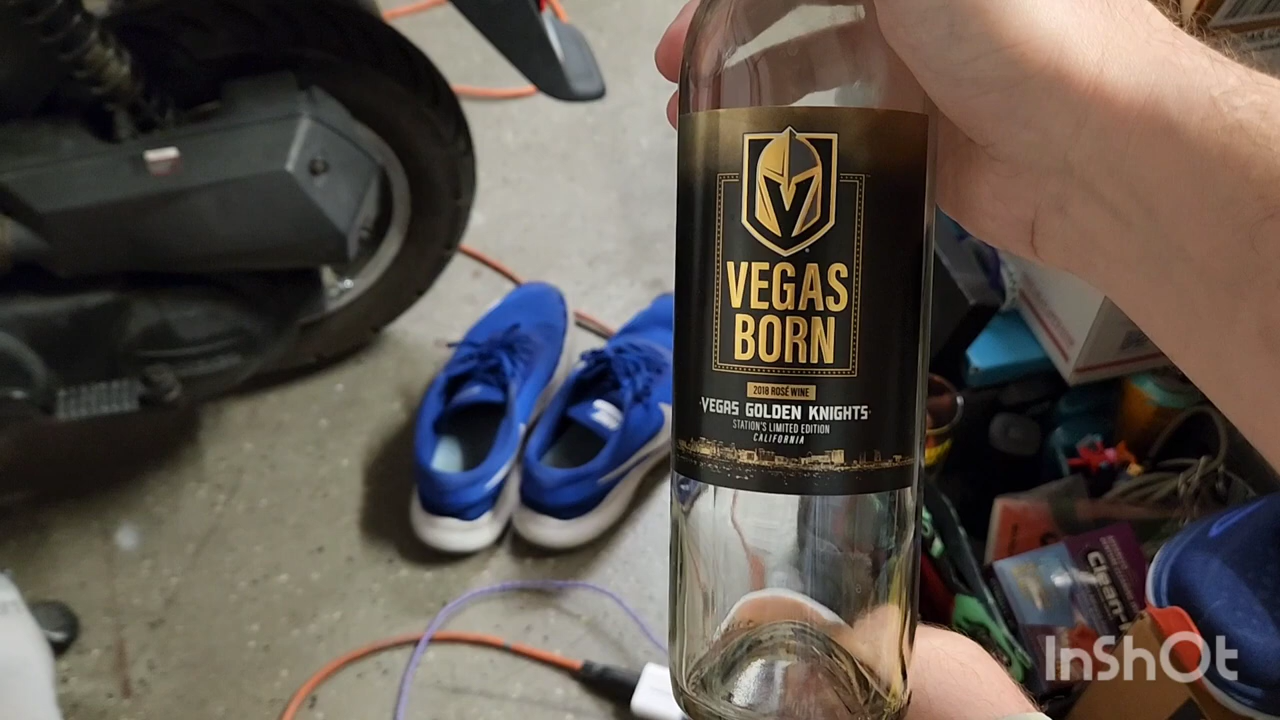 VEGAS
BORN
2018 ROSÉ WINE
VEGAS GOLDEN KNIGHTS
STATION'S LIMITED EDITION
CALIFORNIA
InShOt